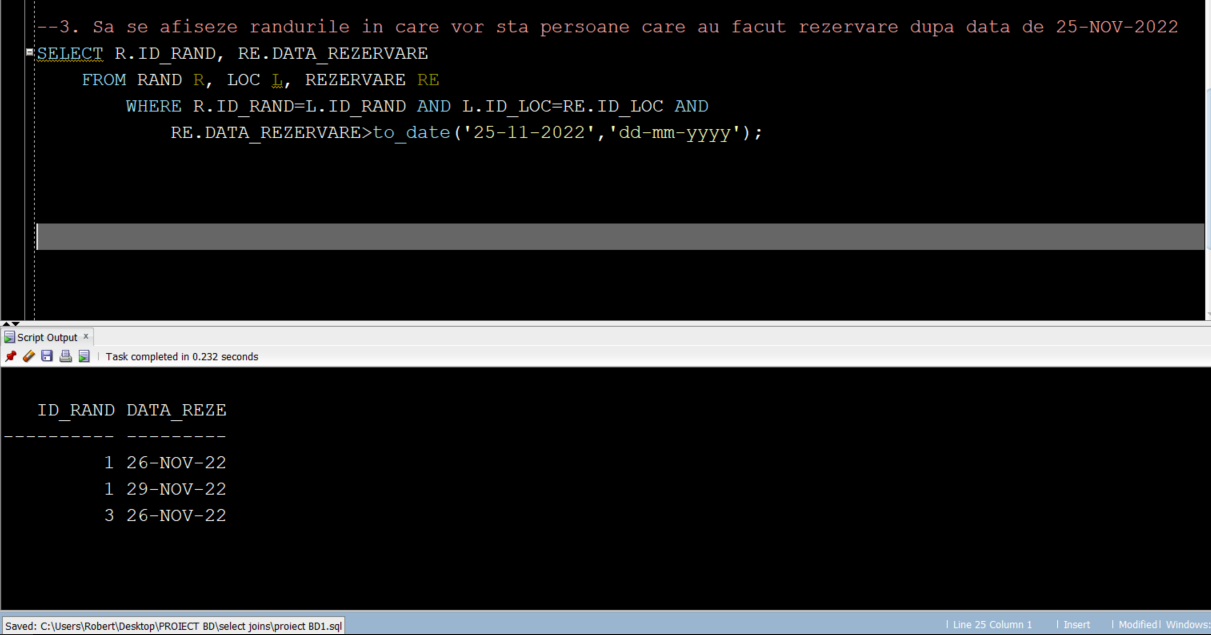 --3. Sa se afiseze randurile in care vor sta persoane care au facut rezervare dupa data de 25-NOV-2022
SELECT R.ID_RAND, RE.DATA_REZERVARE
FROM RAND R, LOC L, REZERVARE RE
WHERE R.ID_RAND=L.ID_RAND AND L.ID_LOC=RE.ID_LOC AND
RE.DATA_REZERVARE>to_date('25-11-2022','dd-mm-yyyy');
Script Output x
Task completed in 0.232 seconds
ID_RAND DATA_REZE
---------- ---------
1 26-NOV-22
1 29-NOV-22
3 26-NOV-22
Saved: C:\Users\Robert\Desktop\PROIECT BD\select joins\proiect BD1.sql
Line 25 Column 1 | Insert | Modified | Windows: